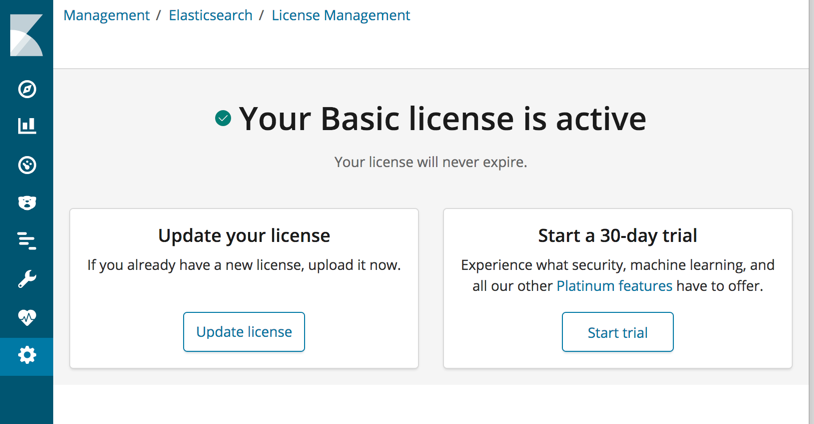 Management / Elasticsearch / License Management
Your Basic license is active
Your license will never expire.
Update your license
If you already have a new license, upload it now.
Update license
Start a 30-day trial
Experience what security, machine learning, and
all our other Platinum features have to offer.
Start trial